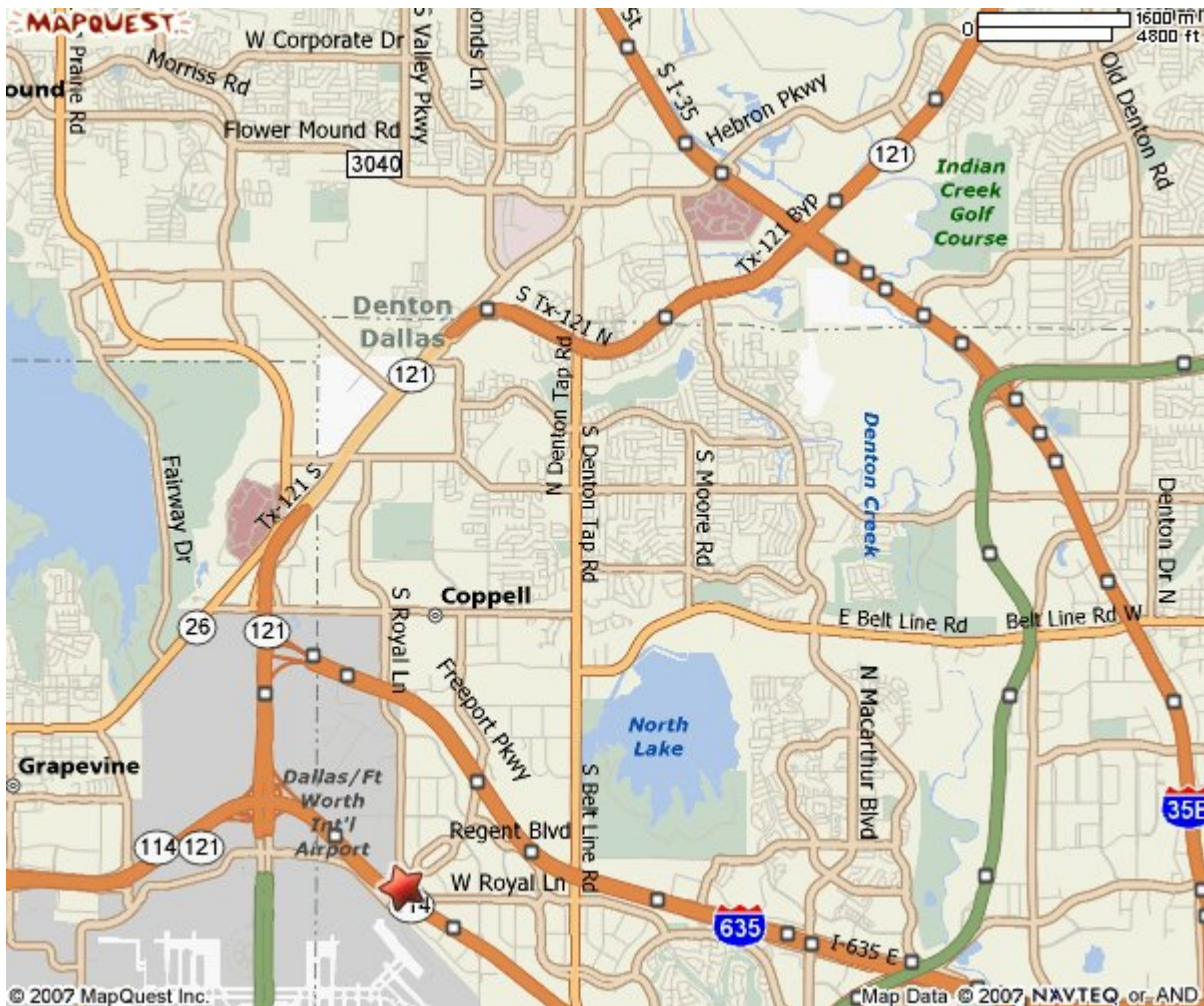 MAPQUEST
St
1600 m
0
4800 ft
W Corporate Dr
S Valley Pkwy
onds Ln
S Prairie Rd
Morriss Rd
S I-35
Old Denton Rd
ound
Hebron Pkwy
Flower Mound Rd
3040
121
Indian
Creek
Golf
Course
Tx-121 Byp
Denton
Dallas
S Tx-121 N
121
N Denton Tap Rd
S Denton Tap Rd
Denton Creek
S Moore Rd
Fairway Dr
Tx-121 S
Denton Dr N
Coppell
S Royal Ln
26
121
E Belt Line Rd
Belt Line Rd W
Freeport Pkwy
N Macarthur Blvd
North
Lake
Grapevine
Dallas/Ft
Worth
Int'l
Airport
S Belt Line Rd
35E
114
121
Regent Blvd
W Royal Ln
635
I-635 E
© 2007 MapQuest Inc.
Map Data © 2007 NAVTEQ or AND